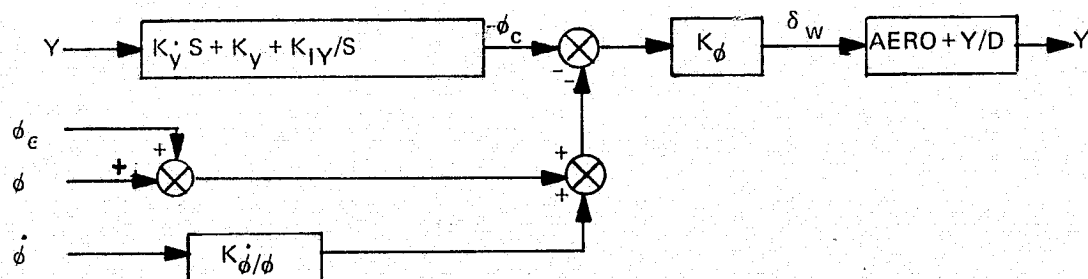 Y
K_ẏ S + K_y + K_IY/S
-ϕ_c
K_ϕ
δ_w
AERO + Y/D
Y
- -
ϕ_ϵ
+
+
ϕ
+
+
ϕ̇
K_ϕ̇/ϕ